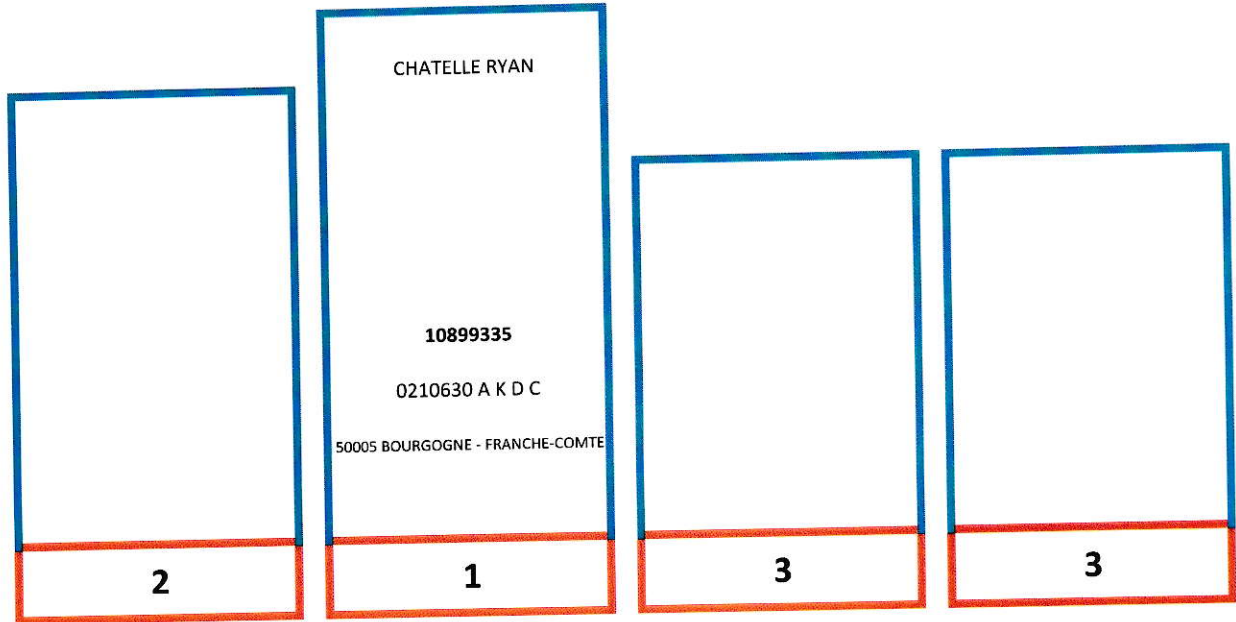 CHATELLE RYAN
10899335
0210630 A K D C
50005 BOURGOGNE - FRANCHE-COMTE
2
1
3
3